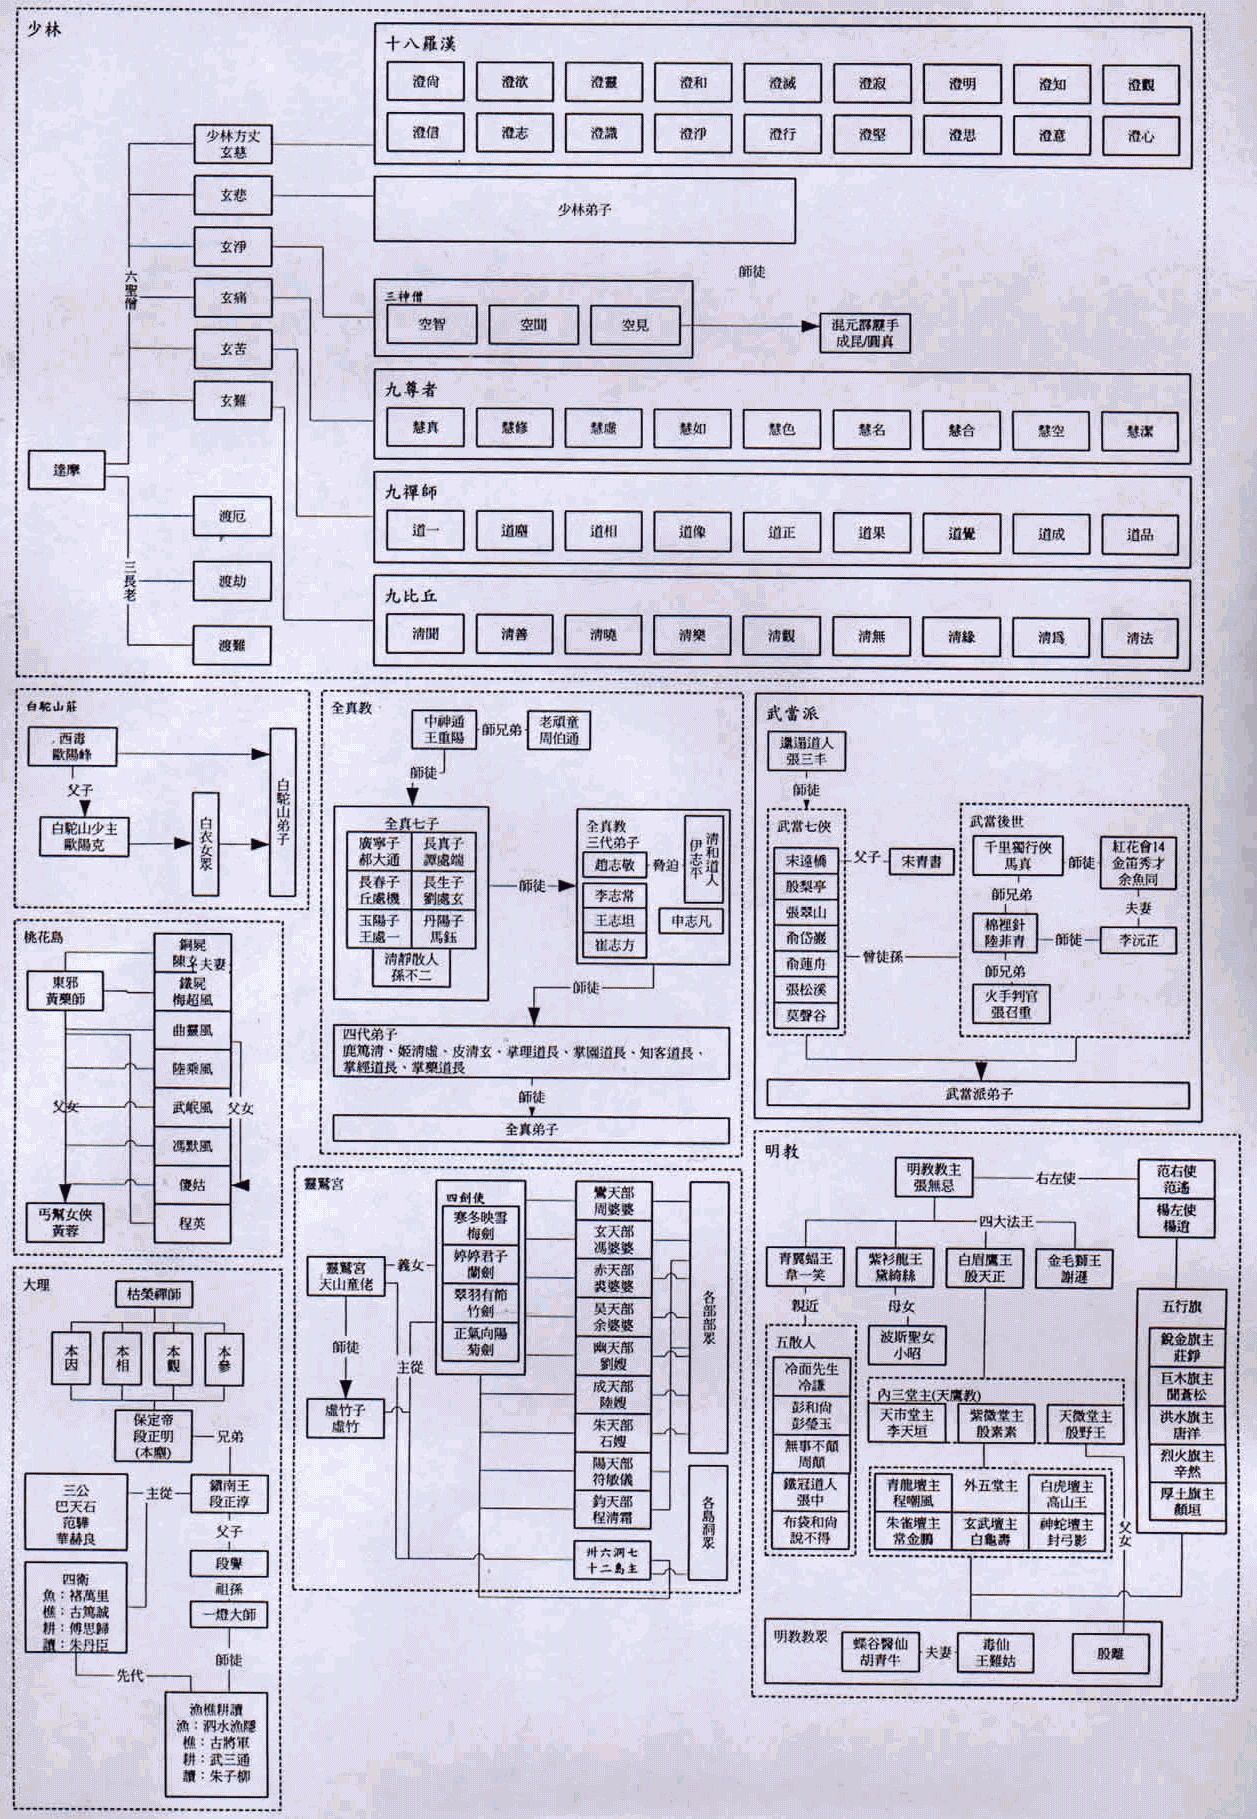 少林
十八羅漢
澄尚 澄欲 澄靈 澄和 澄滅 澄寂 澄明 澄知 澄觀
澄信 澄志 澄識 澄淨 澄行 澄堅 澄思 澄意 澄心
少林方丈
玄慈
玄悲
少林弟子
玄淨
六聖僧
玄痛
師徒
三神僧
空智 空聞 空見
混元霹靂手
成昆/圓真
玄苦
玄難
九尊者
慧真 慧修 慧虛 慧如 慧色 慧名 慧合 慧空 慧潔
達摩
九禪師
道一 道塵 道相 道像 道正 道果 道覺 道成 道品
渡厄
三長老
渡劫
渡難
九比丘
清聞 清善 清曉 清樂 清觀 清無 清緣 清爲 清法
白駝山莊
西毒
歐陽峰
父子
白駝山少主
歐陽克
白衣女眾
白駝山弟子
全真教
中神通
王重陽
師兄弟
老頑童
周伯通
師徒
全真七子
廣寧子
郝大通
長真子
譚處端
長春子
丘處機
長生子
劉處玄
玉陽子
王處一
丹陽子
馬鈺
清靜散人
孫不二
師徒
全真教
三代弟子
趙志敬
脅迫
清和道人
伊志平
李志常
王志坦
申志凡
崔志方
師徒
四代弟子
鹿篤清、姬清虛、皮清玄、掌理道長、掌園道長、知客道長、
掌經道長、掌藥道長
師徒
全真弟子
武當派
邋遢道人
張三丰
師徒
武當七俠
宋遠橋
殷梨亭
張翠山
俞岱巖
俞蓮舟
張松溪
莫聲谷
父子
宋青書
曾徒孫
武當後世
千里獨行俠
馬真
師徒
紅花會14
金笛秀才
余魚同
師兄弟
夫妻
棉裡針
陸菲青
師徒
李沅芷
師兄弟
火手判官
張召重
武當派弟子
桃花島
東邪
黃藥師
銅屍
陳玄
夫妻
鐵屍
梅超風
曲靈風
陸乘風
武眠風
馮默風
傻姑
程英
父女
父女
丐幫女俠
黃蓉
靈鷲宮
靈鷲宮
天山童佬
義女
四劍使
寒冬映雪
梅劍
婷婷君子
蘭劍
翠羽有節
竹劍
正氣向陽
菊劍
師徒
主從
虛竹子
虛竹
鸞天部
周婆婆
玄天部
馮婆婆
赤天部
裘婆婆
昊天部
余婆婆
幽天部
劉嫂
成天部
陸嫂
朱天部
石嫂
陽天部
符敏儀
鈞天部
程清霜
卅六洞七
十二島主
各部部眾
各島洞眾
明教
明教教主
張無忌
右左使
范右使
范遙
楊左使
楊逍
四大法王
青翼蝠王
韋一笑
紫衫龍王
黛綺絲
白眉鷹王
殷天正
金毛獅王
謝遜
親近
母女
波斯聖女
小昭
五散人
冷面先生
冷謙
彭和尚
彭瑩玉
無事不顛
周顛
鐵冠道人
張中
布袋和尚
說不得
內三堂主(天鷹教)
天市堂主
李天垣
紫微堂主
殷素素
天微堂主
殷野王
青龍壇主
程嘲風
外五堂主
白虎壇主
高山王
朱雀壇主
常金鵬
玄武壇主
白龜壽
神蛇壇主
封弓影
父女
五行旗
銳金旗主
莊錚
巨木旗主
聞蒼松
洪水旗主
唐洋
烈火旗主
辛然
厚土旗主
顏垣
明教教眾
蝶谷醫仙
胡青牛
夫妻
毒仙
王難姑
殷離
大理
枯榮禪師
本因 本相 本觀 本參
保定帝
段正明
(本塵)
兄弟
三公
巴天石
范驊
華赫艮
主從
鎮南王
段正淳
父子
段譽
祖孫
一燈大師
四衛
魚：褚萬里
樵：古篤誠
耕：傅思歸
讀：朱丹臣
先代
師徒
漁樵耕讀
漁：泗水漁隱
樵：古將軍
耕：武三通
讀：朱子柳